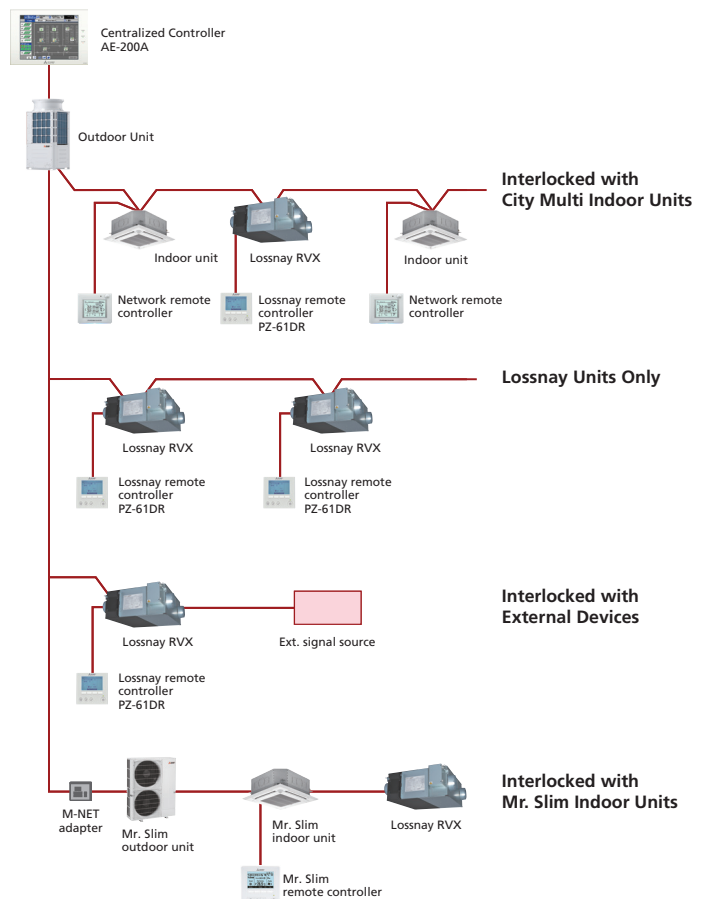 Centralized Controller
AE-200A
Outdoor Unit
Interlocked with
City Multi Indoor Units
Indoor unit
Lossnay RVX
Indoor unit
Network remote
controller
Lossnay remote
controller
PZ-61DR
Network remote
controller
Lossnay Units Only
Lossnay RVX
Lossnay RVX
Lossnay remote
controller
PZ-61DR
Lossnay remote
controller
PZ-61DR
Interlocked with
External Devices
Lossnay RVX
Ext. signal source
Lossnay remote
controller
PZ-61DR
Interlocked with
Mr. Slim Indoor Units
M-NET
adapter
Mr. Slim
outdoor unit
Mr. Slim
indoor unit
Lossnay RVX
Mr. Slim
remote controller